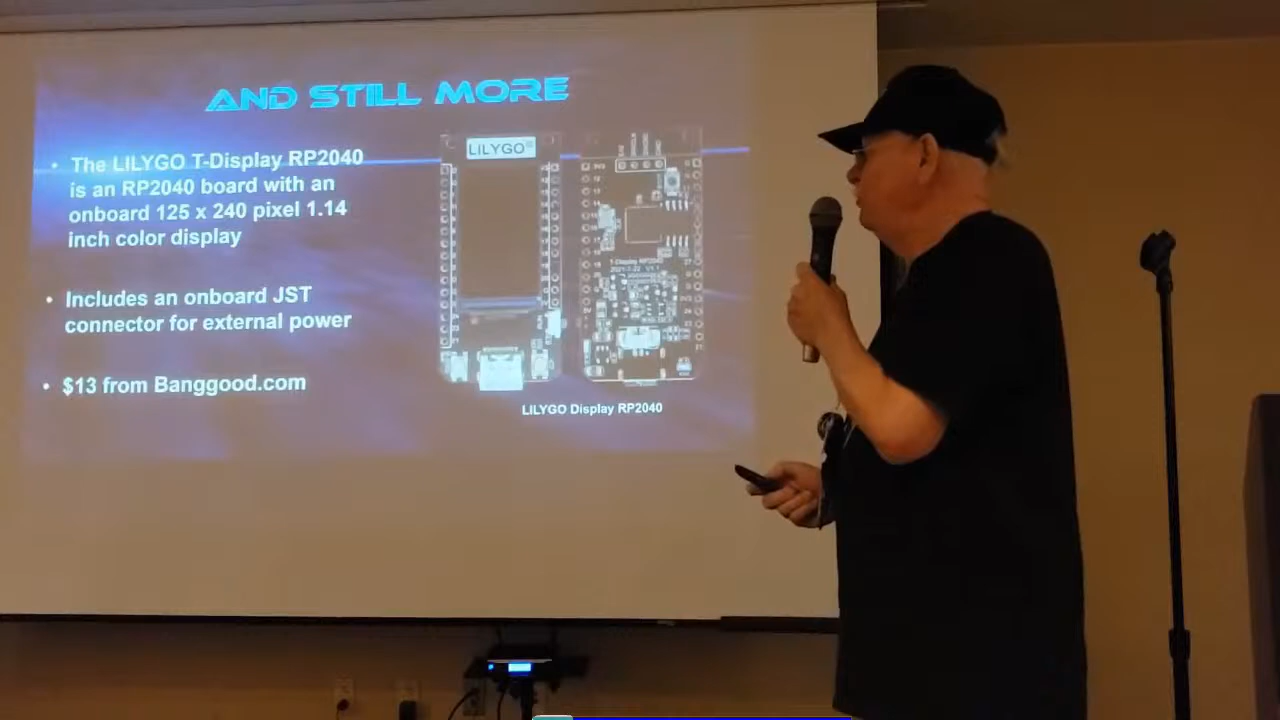 AND STILL MORE
• The LILYGO T-Display RP2040
is an RP2040 board with an
onboard 125 x 240 pixel 1.14
inch color display
• Includes an onboard JST
connector for external power
• $13 from Banggood.com
LILYGO
T-Display RP2040
LILYGO Display RP2040